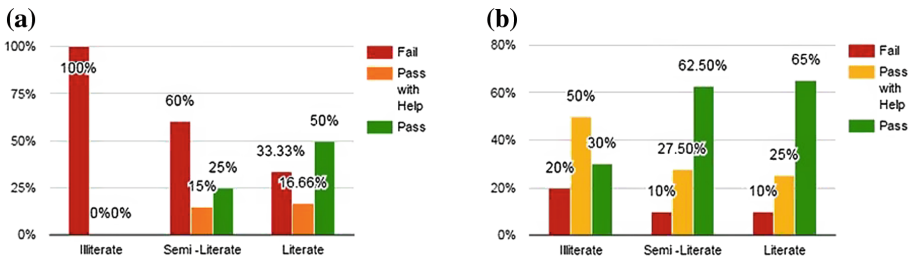 (a)
100%
75%
50%
25%
0%
100%
0%0%
60%
15%
25%
33.33%
16.66%
50%
Illiterate
Semi -Literate
Literate
Fail
Pass
with
Help
Pass
(b)
80%
60%
40%
20%
0%
20%
50%
30%
10%
27.50%
62.50%
10%
25%
65%
Illiterate
Semi -Literate
Literate
Fail
Pass
with
Help
Pass